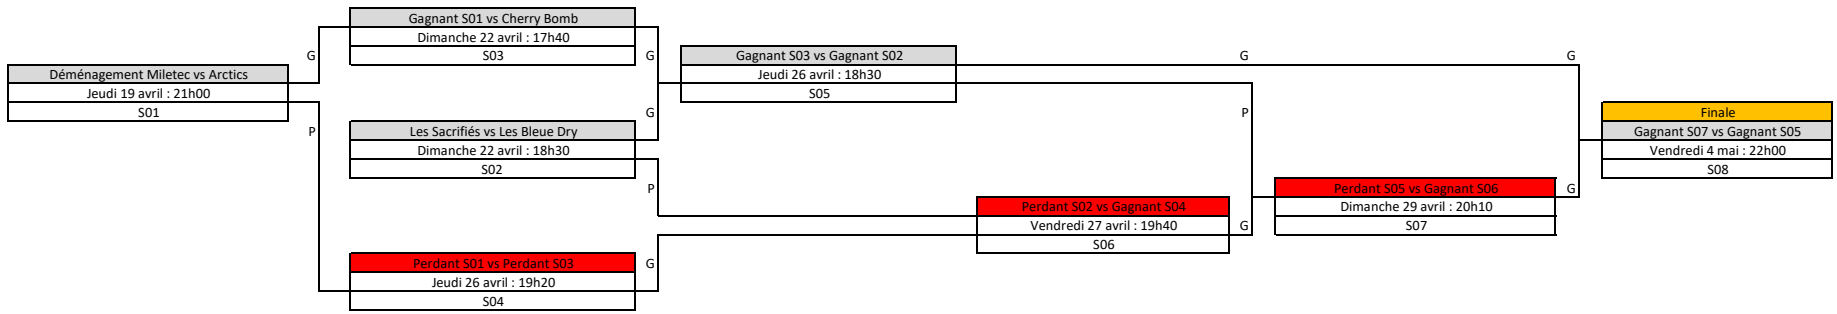 Gagnant S01 vs Cherry Bomb
Dimanche 22 avril : 17h40
S03
G
G
Déménagement Miletec vs Arctics
Jeudi 19 avril : 21h00
S01
P
G
Les Sacrifiés vs Les Bleue Dry
Dimanche 22 avril : 18h30
S02
P
Perdant S01 vs Perdant S03
Jeudi 26 avril : 19h20
S04
G
Gagnant S03 vs Gagnant S02
Jeudi 26 avril : 18h30
S05
G
P
Perdant S02 vs Gagnant S04
Vendredi 27 avril : 19h40
S06
G
Perdant S05 vs Gagnant S06
Dimanche 29 avril : 20h10
S07
G
G
Finale
Gagnant S07 vs Gagnant S05
Vendredi 4 mai : 22h00
S08